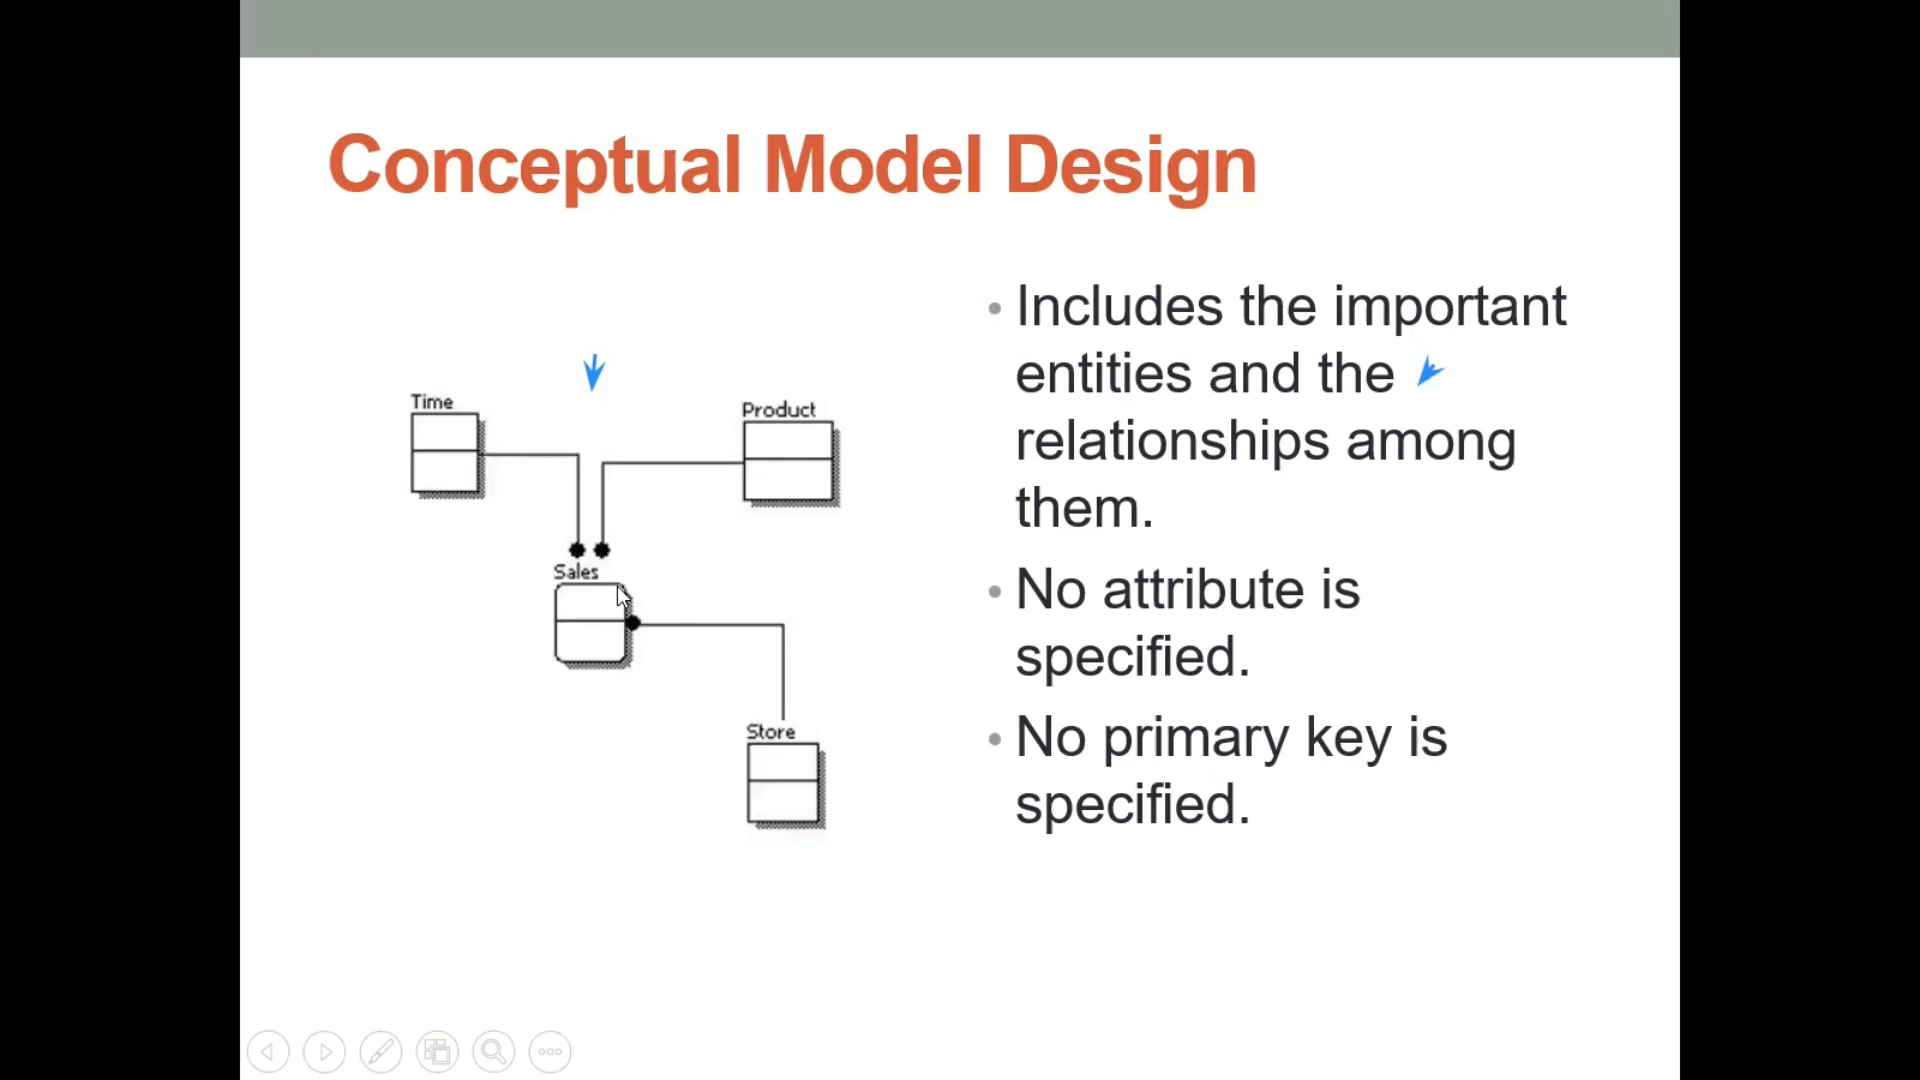 Conceptual Model Design
Time
Product
Sales
Store
• Includes the important
entities and the
relationships among
them.
• No attribute is
specified.
• No primary key is
specified.